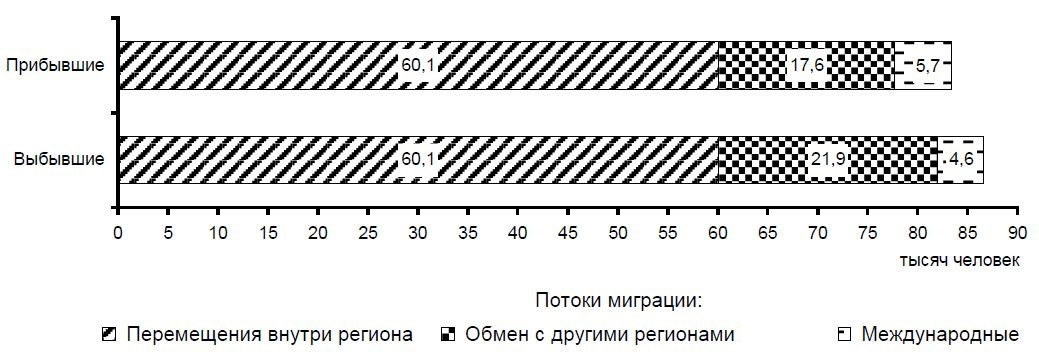 Прибывшие 60,1 17,6 5,7
Выбывшие 60,1 21,9 4,6
0 5 10 15 20 25 30 35 40 45 50 55 60 65 70 75 80 85 90
тысяч человек
Потоки миграции:
Перемещения внутри региона Обмен с другими регионами Международные